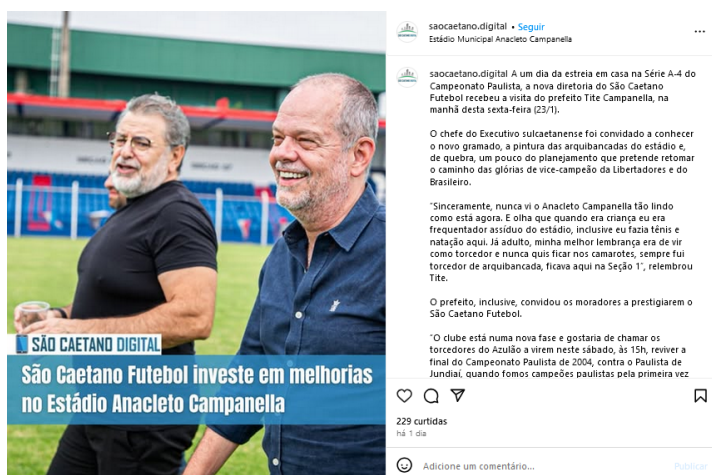 SÃO CAETANO DIGITAL
São Caetano Futebol investe em melhorias
no Estádio Anacleto Campanella
saocaetano.digital • Seguir
Estádio Municipal Anacleto Campanella
saocaetano.digital A um dia da estreia em casa na Série A-4 do
Campeonato Paulista, a nova diretoria do São Caetano
Futebol recebeu a visita do prefeito Tite Campanella, na
manhã desta sexta-feira (23/1).
O chefe do Executivo sulcaetanense foi convidado a conhecer
o novo gramado, a pintura das arquibancadas do estádio e,
de quebra, um pouco do planejamento que pretende retomar
o caminho das glórias de vice-campeão da Libertadores e do
Brasileiro.
"Sinceramente, nunca vi o Anacleto Campanella tão lindo
como está agora. E olha que quando era criança eu era
frequentador assíduo do estádio, inclusive eu fazia tênis e
natação aqui. Já adulto, minha melhor lembrança era de vir
como torcedor e nunca quis ficar nos camarotes, sempre fui
torcedor de arquibancada, ficava aqui na Seção 1", relembrou
Tite.
O prefeito, inclusive, convidou os moradores a prestigiarem o
São Caetano Futebol.
"O clube está numa nova fase e gostaria de chamar os
torcedores do Azulão a virem neste sábado, às 15h, reviver a
final do Campeonato Paulista de 2004, contra o Paulista de
Jundiaí, quando fomos campeões paulistas pela primeira vez
229 curtidas
há 1 dia
Adicione um comentário...
Publicar